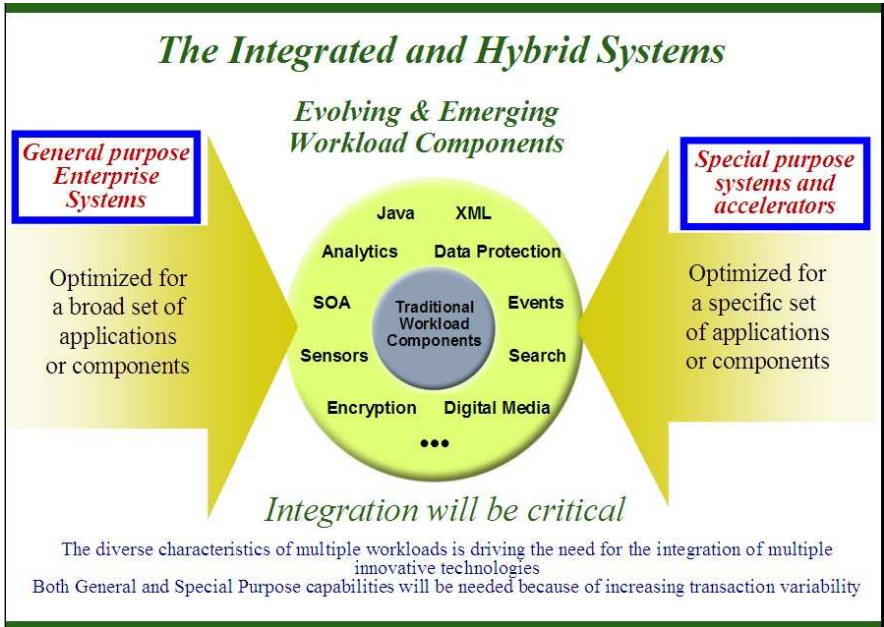 The Integrated and Hybrid Systems
Evolving & Emerging
Workload Components
General purpose
Enterprise
Systems
Optimized for
a broad set of
applications
or components
Java XML
Analytics Data Protection
SOA Events
Traditional
Workload
Components
Sensors Search
Encryption Digital Media
•••
Special purpose
systems and
accelerators
Optimized for
a specific set
of applications
or components
Integration will be critical
The diverse characteristics of multiple workloads is driving the need for the integration of multiple
innovative technologies
Both General and Special Purpose capabilities will be needed because of increasing transaction variability